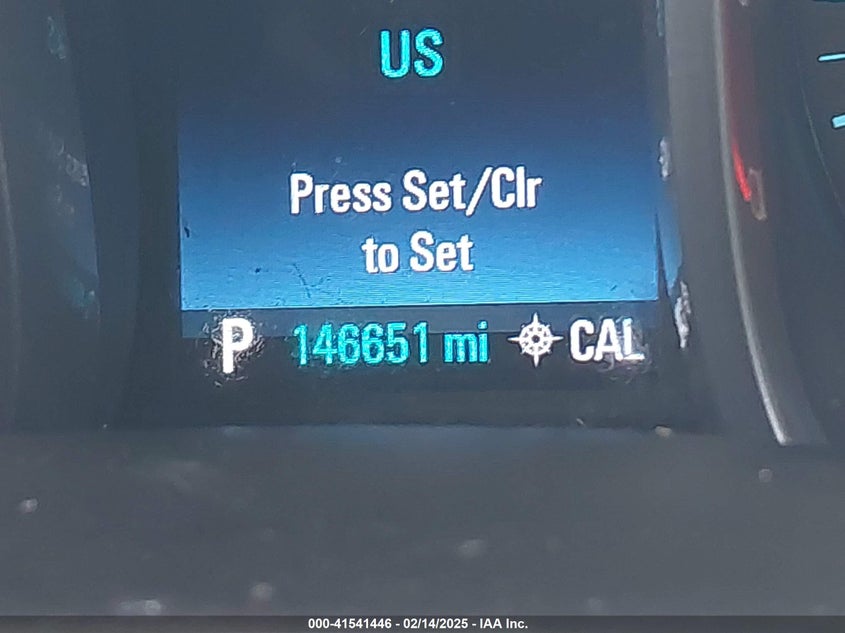 US
Press Set/Clr
to Set
P 146651 mi CAL
000-41541446 - 02/14/2025 - IAA Inc.